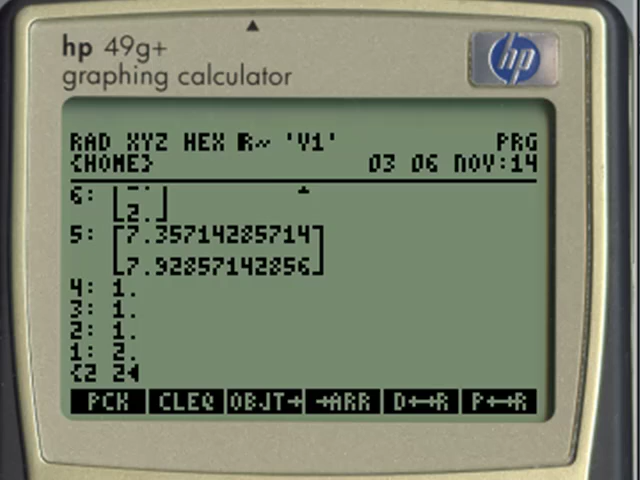 hp 49g+
graphing calculator
hp
RAD XYZ HEX R~ 'V1' PRG
{HOME} 03 06 NOV:14
6:
[2.]
5: [7.35714285714]
[7.92857142856]
4: 1.
3: 1.
2: 1.
1: 2.
{2 2◀
PCK CLEQ OBJT→ →ARR D↔R P↔R